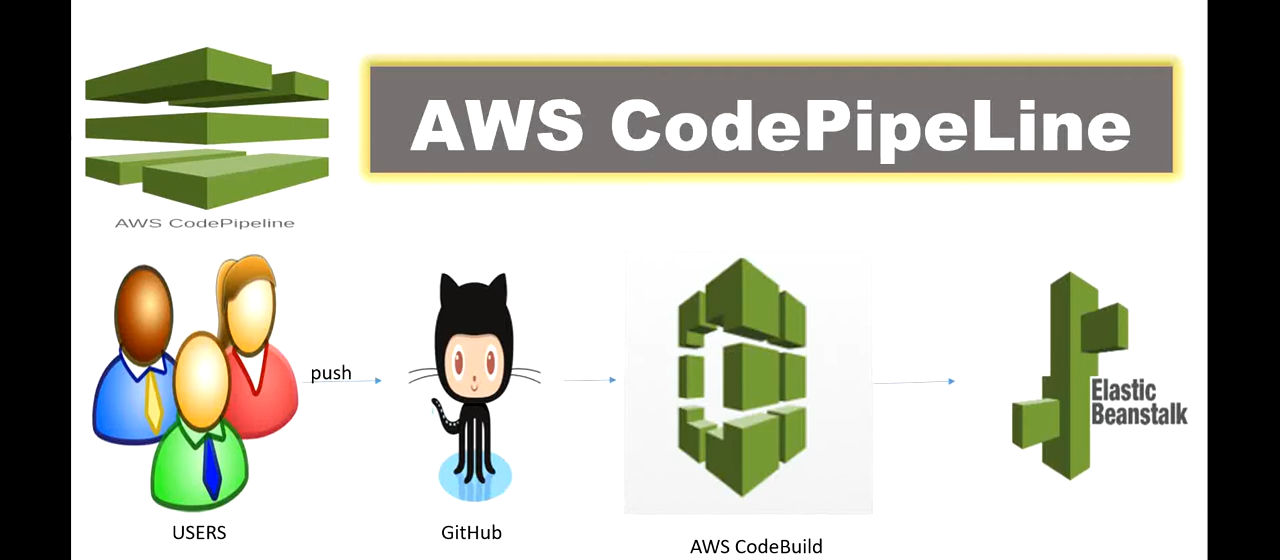 AWS CodePipeLine
AWS CodePipeline
push
Elastic
Beanstalk
USERS
GitHub
AWS CodeBuild